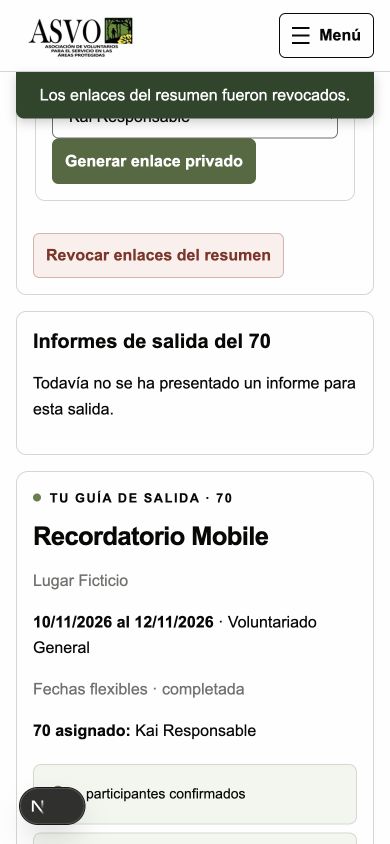 ASVO
ASOCIACIÓN DE VOLUNTARIOS
PARA EL SERVICIO EN LAS
ÁREAS PROTEGIDAS
Menú
Los enlaces del resumen fueron revocados.
Kai Responsable
Generar enlace privado
Revocar enlaces del resumen
Informes de salida del 70
Todavía no se ha presentado un informe para
esta salida.
TU GUÍA DE SALIDA · 70
Recordatorio Mobile
Lugar Ficticio
10/11/2026 al 12/11/2026 · Voluntariado
General
Fechas flexibles · completada
70 asignado: Kai Responsable
participantes confirmados
N